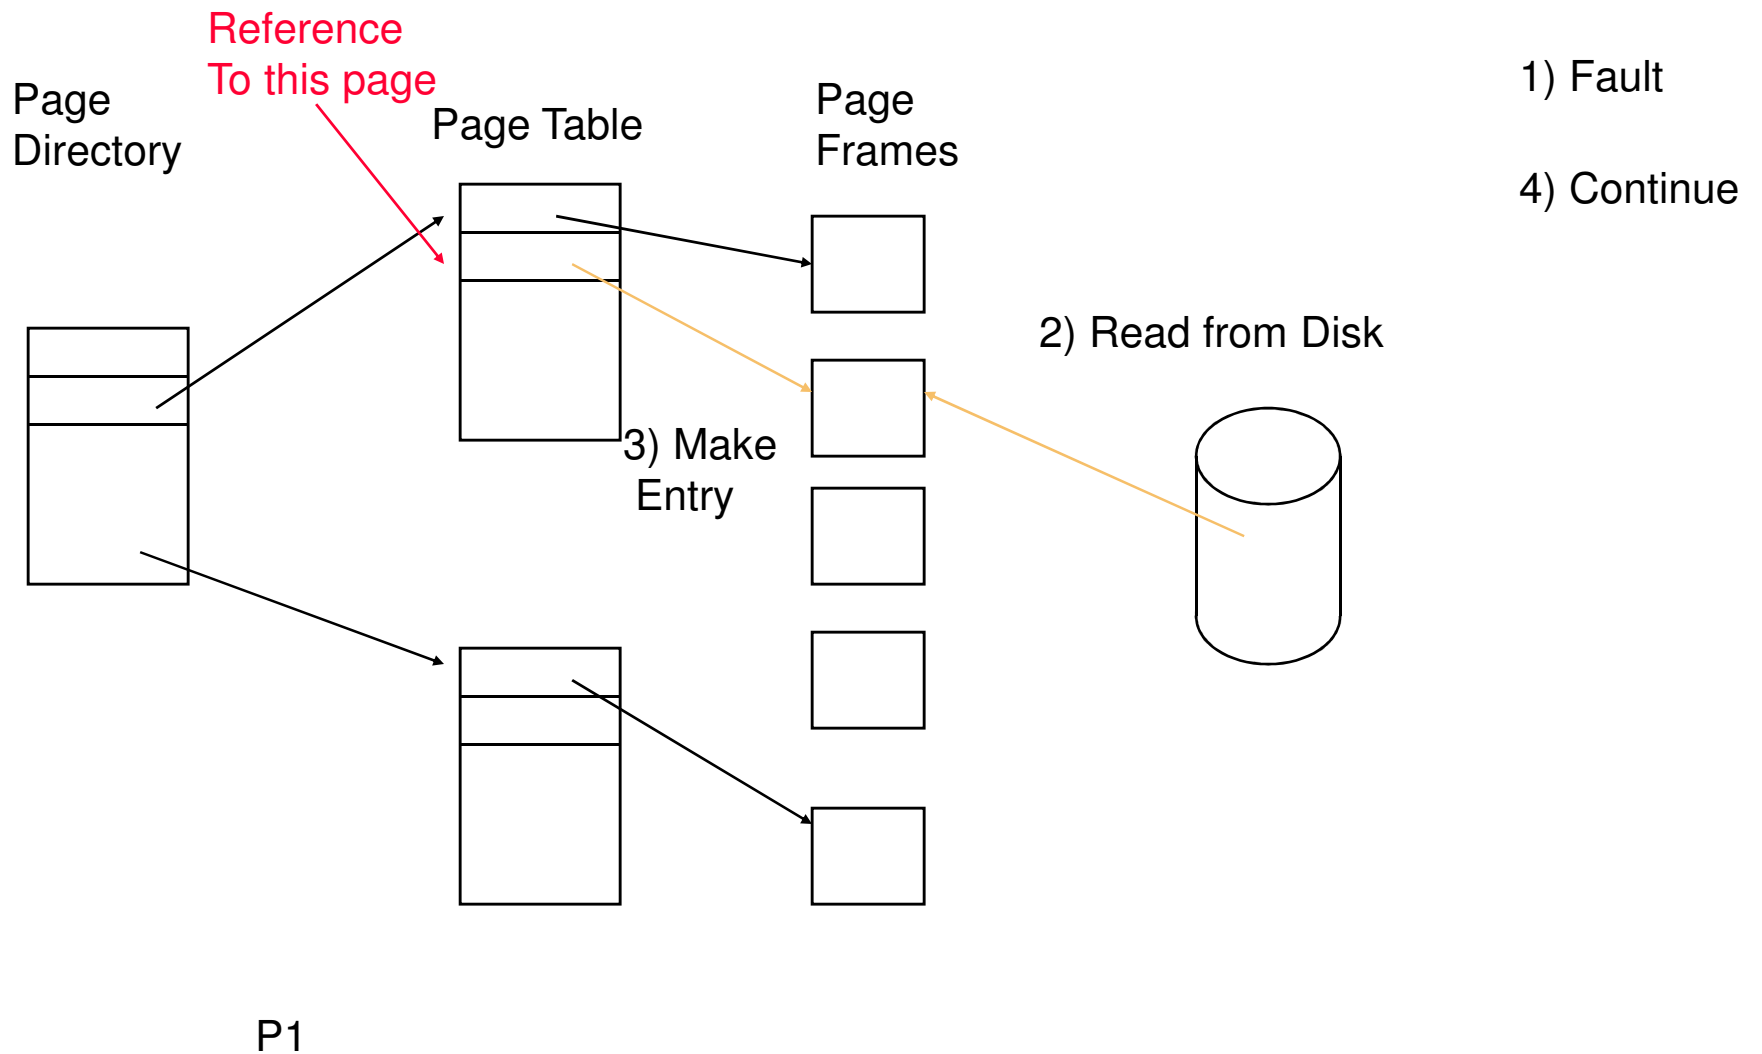 Reference
To this page
Page
Directory
Page Table
Page
Frames
1) Fault
4) Continue
2) Read from Disk
3) Make
Entry
P1